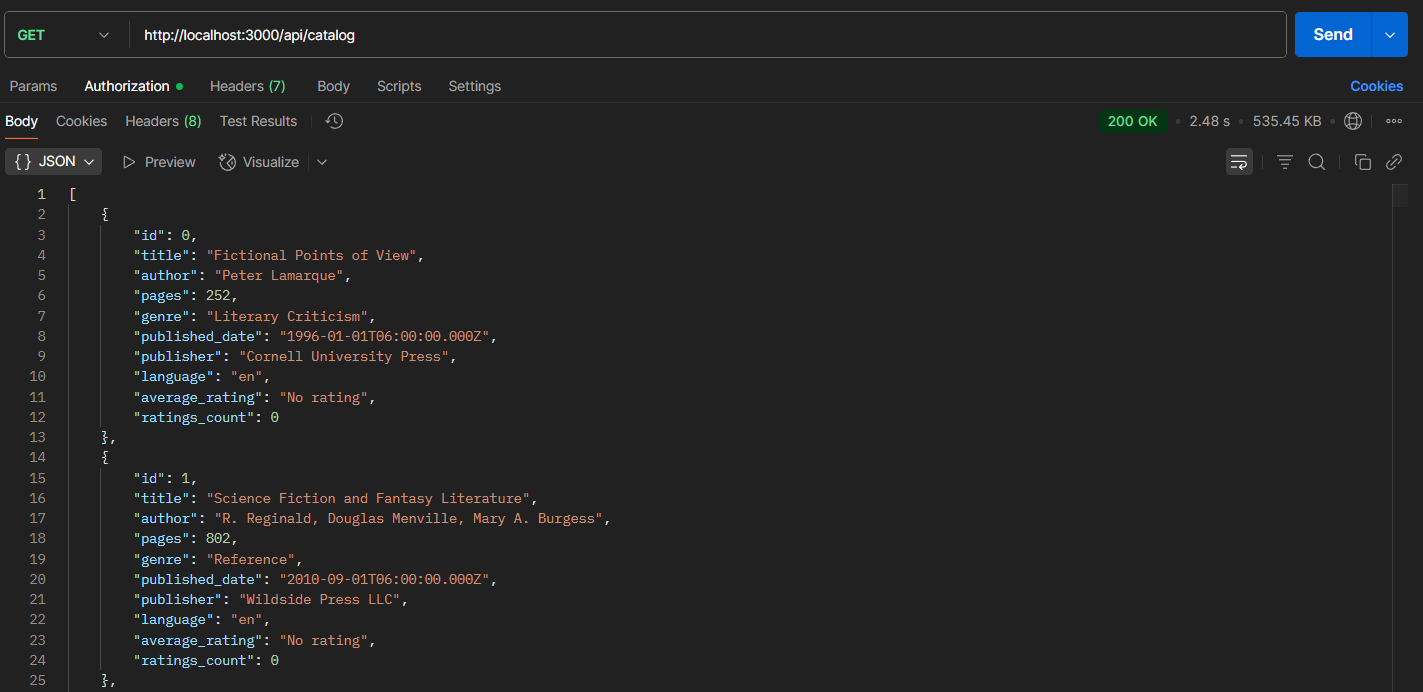 GET http://localhost:3000/api/catalog Send
Params Authorization Headers (7) Body Scripts Settings Cookies
Body Cookies Headers (8) Test Results 200 OK • 2.48 s • 535.45 KB •
{} JSON Preview Visualize
1 [
2 {
3 "id": 0,
4 "title": "Fictional Points of View",
5 "author": "Peter Lamarque",
6 "pages": 252,
7 "genre": "Literary Criticism",
8 "published_date": "1996-01-01T06:00:00.000Z",
9 "publisher": "Cornell University Press",
10 "language": "en",
11 "average_rating": "No rating",
12 "ratings_count": 0
13 },
14 {
15 "id": 1,
16 "title": "Science Fiction and Fantasy Literature",
17 "author": "R. Reginald, Douglas Menville, Mary A. Burgess",
18 "pages": 802,
19 "genre": "Reference",
20 "published_date": "2010-09-01T06:00:00.000Z",
21 "publisher": "Wildside Press LLC",
22 "language": "en",
23 "average_rating": "No rating",
24 "ratings_count": 0
25 },